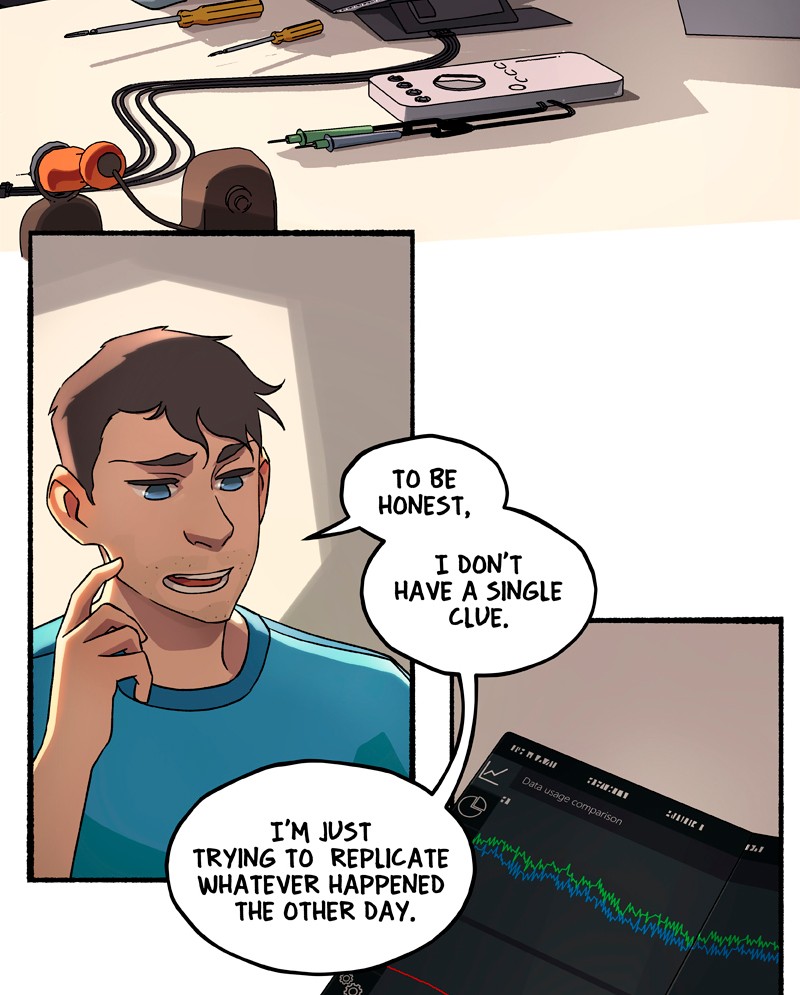 TO BE
HONEST,
I DON'T
HAVE A SINGLE
CLUE.
Data usage comparison
I'M JUST
TRYING TO REPLICATE
WHATEVER HAPPENED
THE OTHER DAY.